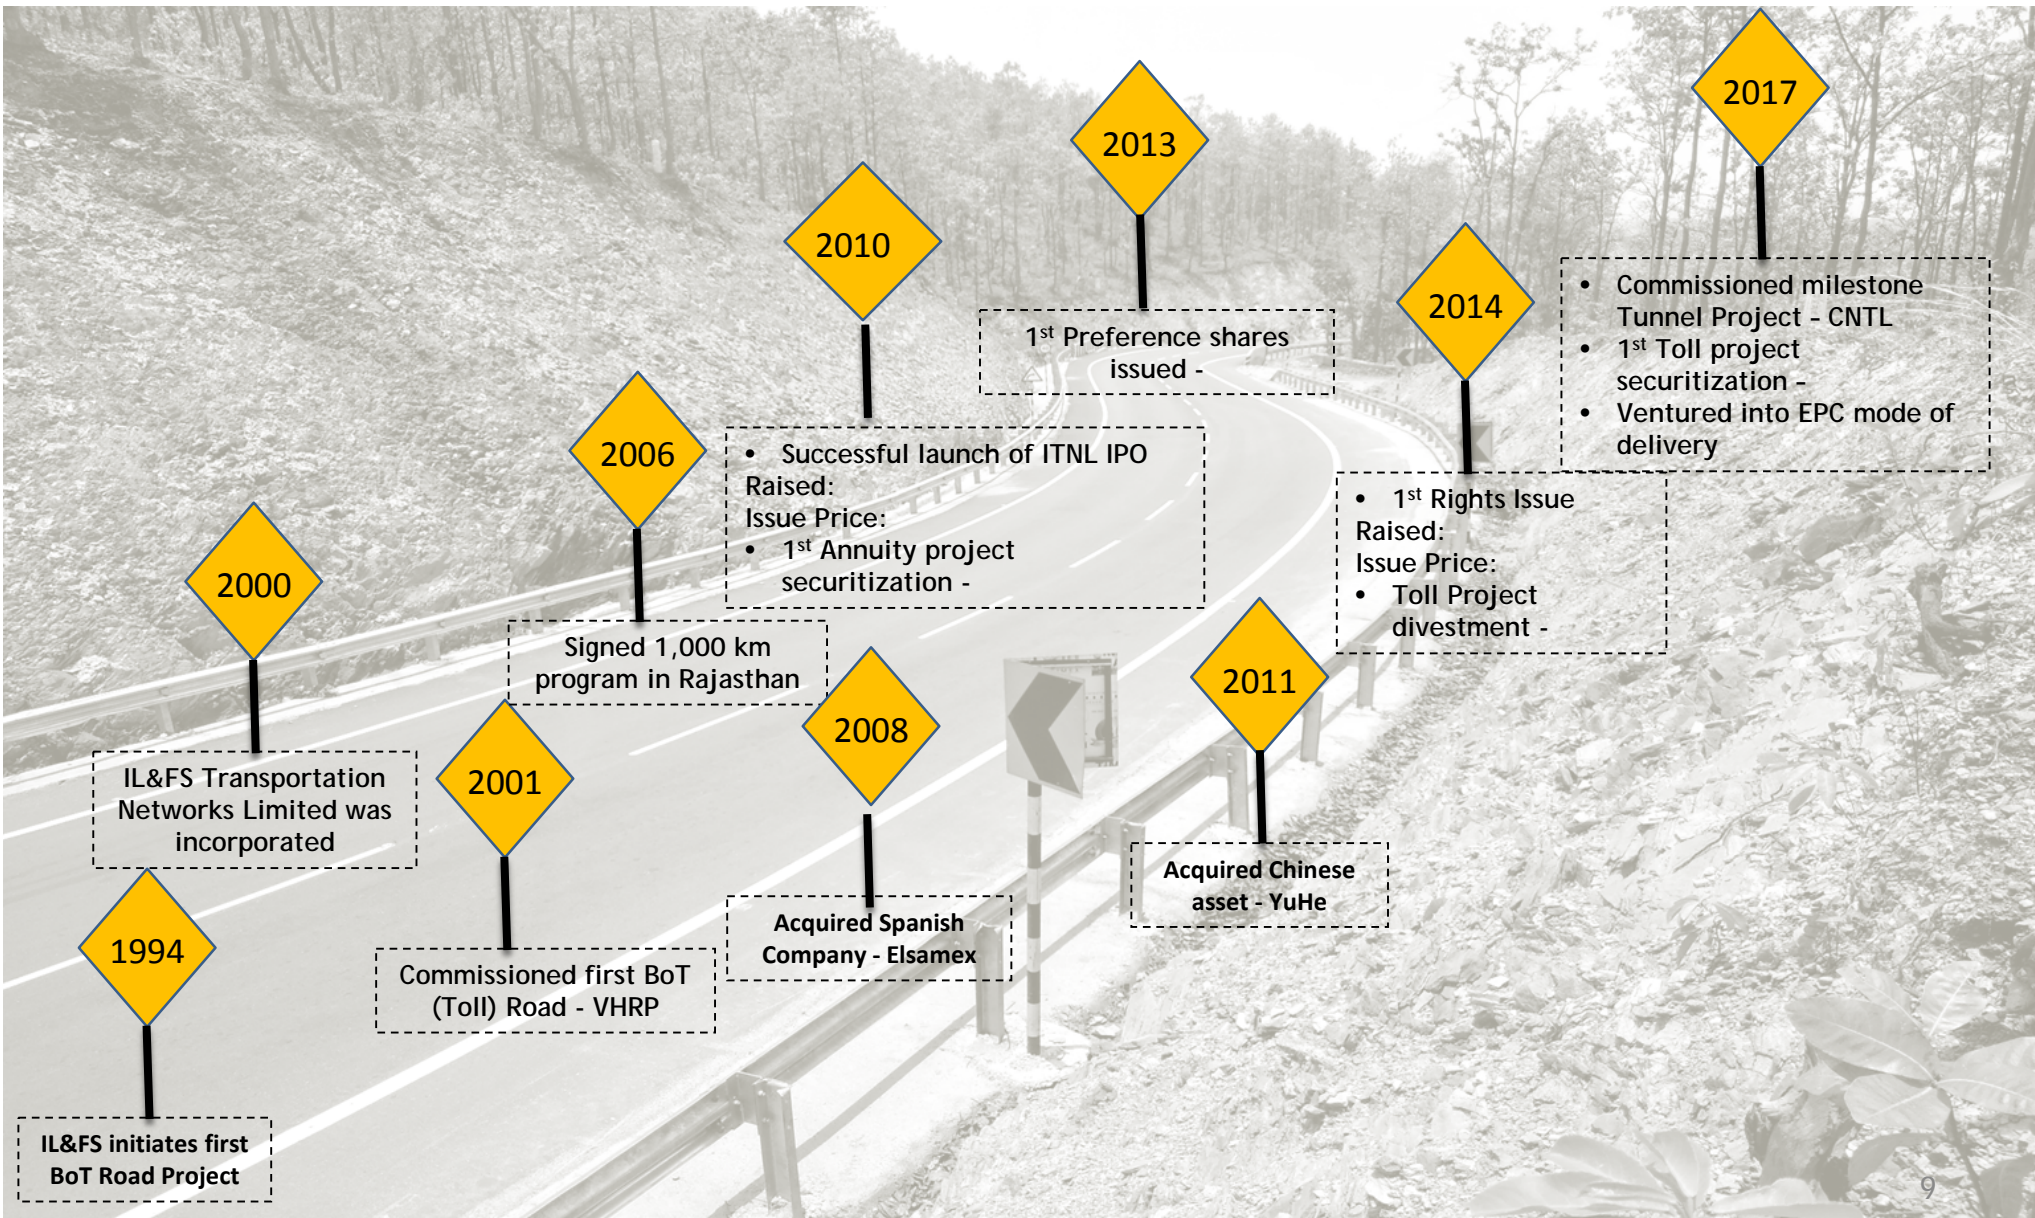 1994
IL&FS initiates first
BoT Road Project
2000
IL&FS Transportation
Networks Limited was
incorporated
2001
Commissioned first BoT
(Toll) Road - VHRP
2006
Signed 1,000 km
program in Rajasthan
2008
Acquired Spanish
Company - Elsamex
2010
• Successful launch of ITNL IPO
Raised:
Issue Price:
• 1st Annuity project
securitization -
2011
Acquired Chinese
asset - YuHe
2013
1st Preference shares
issued -
2014
• 1st Rights Issue
Raised:
Issue Price:
• Toll Project
divestment -
2017
• Commissioned milestone
Tunnel Project - CNTL
• 1st Toll project
securitization -
• Ventured into EPC mode of
delivery
9